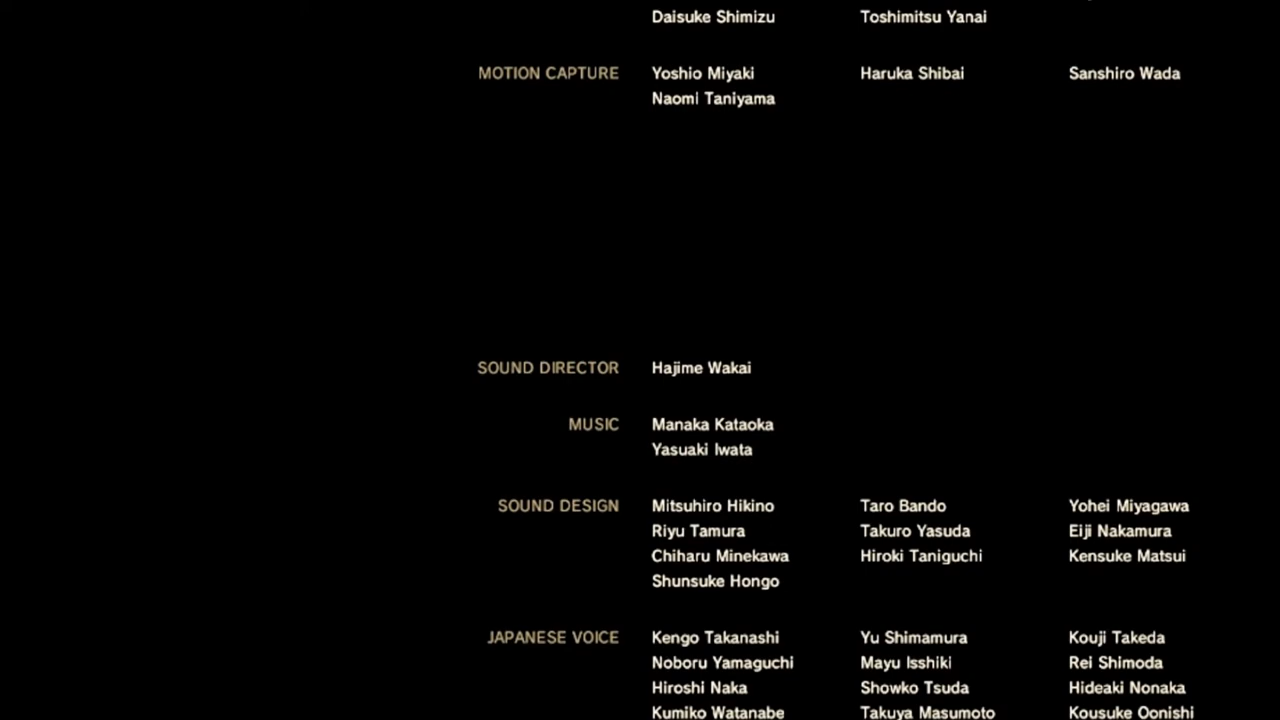 Daisuke Shimizu Toshimitsu Yanai
MOTION CAPTURE Yoshio Miyaki Haruka Shibai Sanshiro Wada
Naomi Taniyama
SOUND DIRECTOR Hajime Wakai
MUSIC Manaka Kataoka
Yasuaki Iwata
SOUND DESIGN Mitsuhiro Hikino Taro Bando Yohei Miyagawa
Riyu Tamura Takuro Yasuda Eiji Nakamura
Chiharu Minekawa Hiroki Taniguchi Kensuke Matsui
Shunsuke Hongo
JAPANESE VOICE Kengo Takanashi Yu Shimamura Kouji Takeda
Noboru Yamaguchi Mayu Isshiki Rei Shimoda
Hiroshi Naka Showko Tsuda Hideaki Nonaka
Kumiko Watanabe Takuya Masumoto Kousuke Oonishi